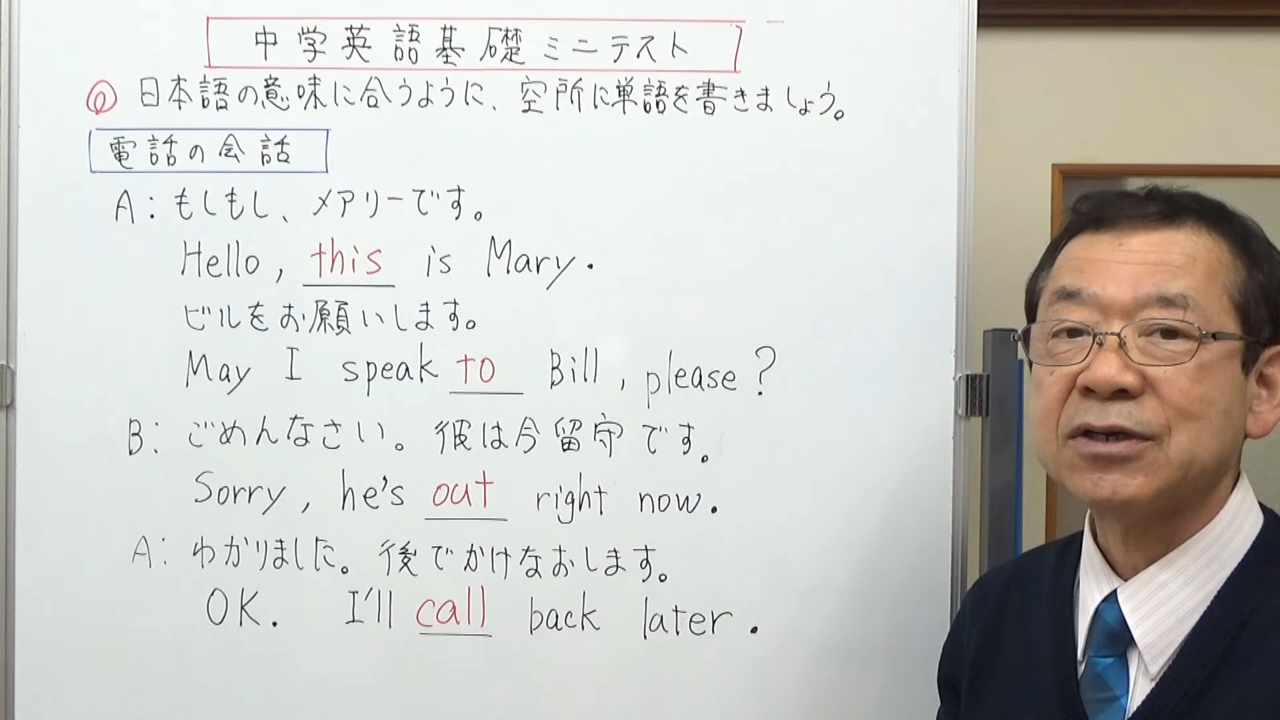 中学英語基礎ミニテスト
Q 日本語の意味に合うように、空所に単語を書きましょう。
電話の会話
A: もしもし、メアリーです。
Hello, this is Mary.
ビルをお願いします。
May I speak to Bill, please?
B: ごめんなさい。彼は今留守です。
Sorry, he's out right now.
A: わかりました。後でかけなおします。
OK. I'll call back later.